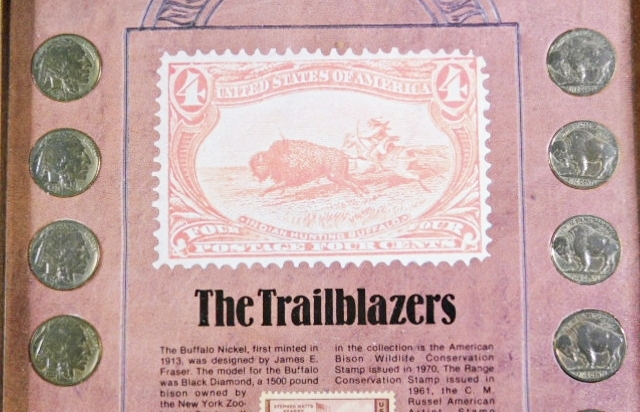 4 UNITED STATES OF AMERICA 4
INDIAN HUNTING BUFFALO
FOUR FOUR
POSTAGE FOUR CENTS
The Trailblazers
The Buffalo Nickel, first minted in
1913, was designed by James E.
Fraser. The model for the Buffalo
was Black Diamond, a 1500 pound
bison owned by
the New York Zoo-
in the collection is the American
Bison Wildlife Conservation
Stamp issued in 1970. The Range
Conservation Stamp issued in
1961, the C. M.
Russel American
Artist Stamp
STEPHEN WATTS